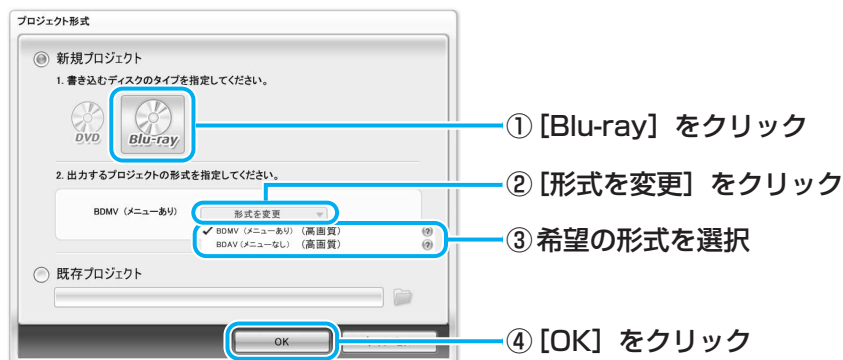 プロジェクト形式
新規プロジェクト
1. 書き込むディスクのタイプを指定してください。
DVD
Blu-ray
①［Blu-ray］をクリック
2. 出力するプロジェクトの形式を指定してください。
②［形式を変更］をクリック
BDMV（メニューあり）
形式を変更
✓ BDMV（メニューあり）（高画質） ?
BDAV（メニューなし）（高画質） ?
③希望の形式を選択
既存プロジェクト
OK
④［OK］をクリック